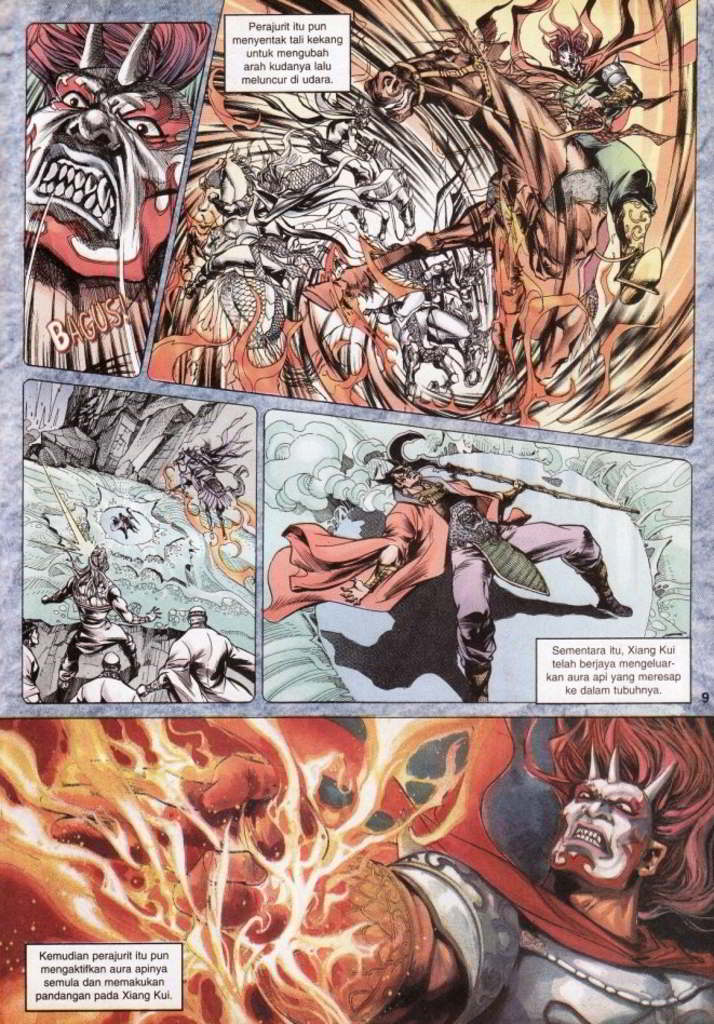 Perajurit itu pun
menyentak tali kekang
untuk mengubah
arah kudanya lalu
meluncur di udara.
BAGUS!
Sementara itu, Xiang Kui
telah berjaya mengeluar-
kan aura api yang meresap
ke dalam tubuhnya.
9
Kemudian perajurit itu pun
mengaktifkan aura apinya
semula dan memakukan
pandangan pada Xiang Kui.